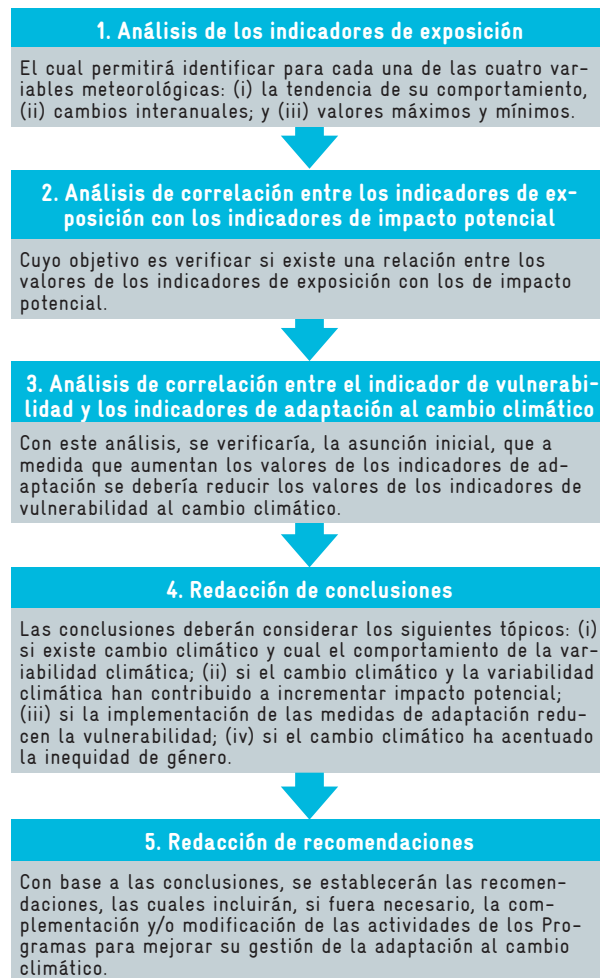 1. Análisis de los indicadores de exposición
El cual permitirá identificar para cada una de las cuatro var-
iables meteorológicas: (i) la tendencia de su comportamiento,
(ii) cambios interanuales; y (iii) valores máximos y mínimos.
2. Análisis de correlación entre los indicadores de ex-
posición con los indicadores de impacto potencial
Cuyo objetivo es verificar si existe una relación entre los
valores de los indicadores de exposición con los de impacto
potencial.
3. Análisis de correlación entre el indicador de vulnerabi-
lidad y los indicadores de adaptación al cambio climático
Con este análisis, se verificaría, la asunción inicial, que a
medida que aumentan los valores de los indicadores de ad-
aptación se debería reducir los valores de los indicadores de
vulnerabilidad al cambio climático.
4. Redacción de conclusiones
Las conclusiones deberán considerar los siguientes tópicos: (i)
si existe cambio climático y cual el comportamiento de la var-
iabilidad climática; (ii) si el cambio climático y la variabilidad
climática han contribuido a incrementar impacto potencial;
(iii) si la implementación de las medidas de adaptación redu-
cen la vulnerabilidad; (iv) si el cambio climático ha acentuado
la inequidad de género.
5. Redacción de recomendaciones
Con base a las conclusiones, se establecerán las recomen-
daciones, las cuales incluirán, si fuera necesario, la com-
plementación y/o modificación de las actividades de los Pro-
gramas para mejorar su gestión de la adaptación al cambio
climático.